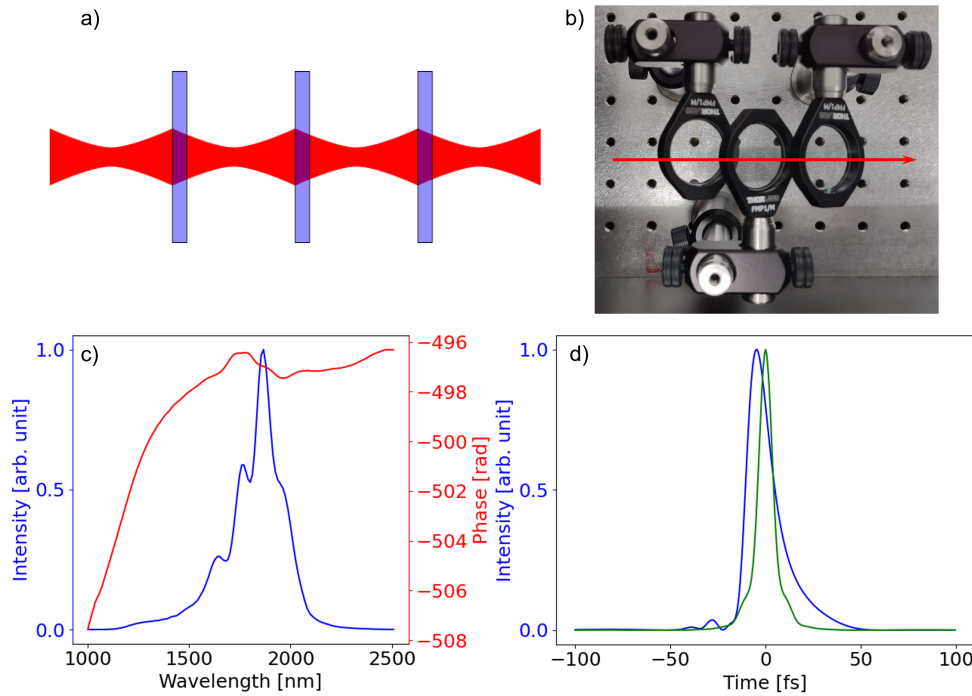 a)
b)
THORLABS
FMP1/M
FMP1/M
THORLABS
FMP1/M
c)
1.0
0.5
0.0
Intensity [arb. unit]
1000
1500
2000
2500
Wavelength [nm]
−496
−498
−500
−502
−504
−506
−508
Phase [rad]
d)
1.0
0.5
0.0
Intensity [arb. unit]
−100
−50
0
50
100
Time [fs]